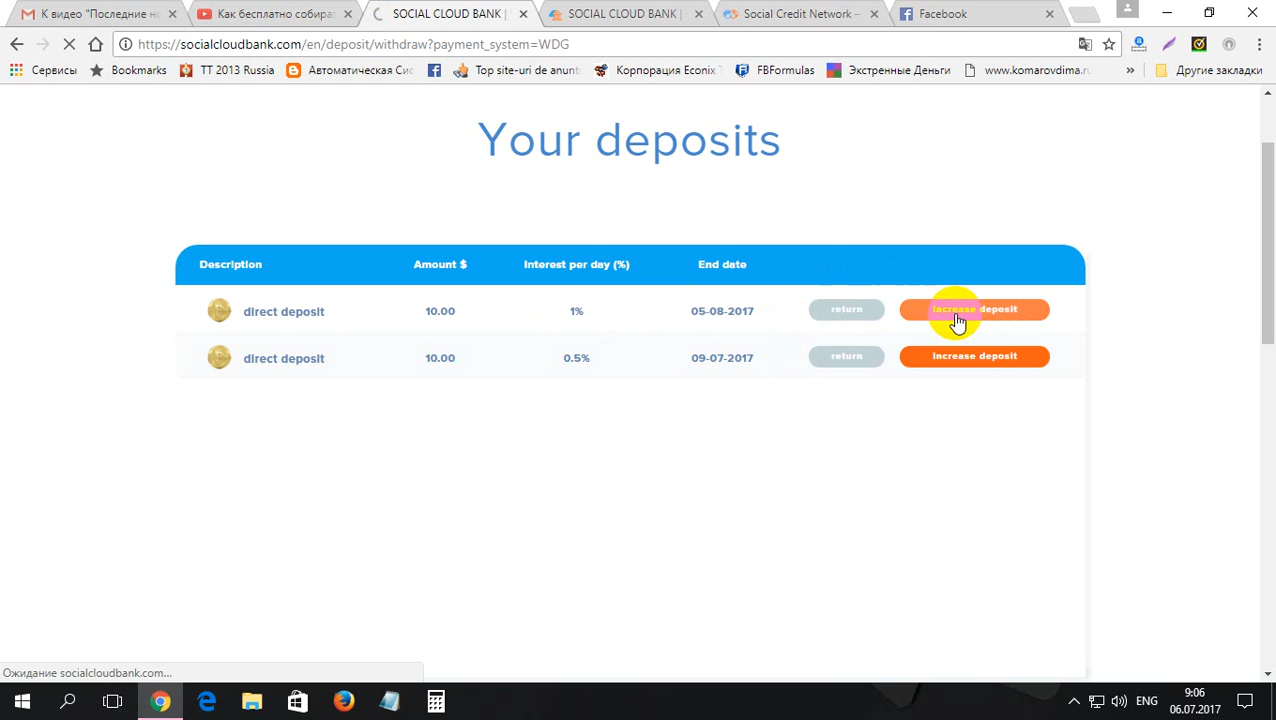 К видео "Последние не
Как бесплатно собира
SOCIAL CLOUD BANK |
SOCIAL CLOUD BANK |
Social Credit Network –
Facebook
https://socialcloudbank.com/en/deposit/withdraw?payment_system=WDG
Сервисы
Bookmarks
TT 2013 Russia
Автоматическая Сис
Top site-uri de anunt
Корпорация Econix
FBFormulas
Экстренные Деньги
www.komarovdima.ru
»
Другие закладки
Your deposits
Description Amount $ Interest per day (%) End date
direct deposit 10.00 1% 05-08-2017 return increase deposit
direct deposit 10.00 0.5% 09-07-2017 return increase deposit
Ожидание socialcloudbank.com...
ENG
9:06
06.07.2017